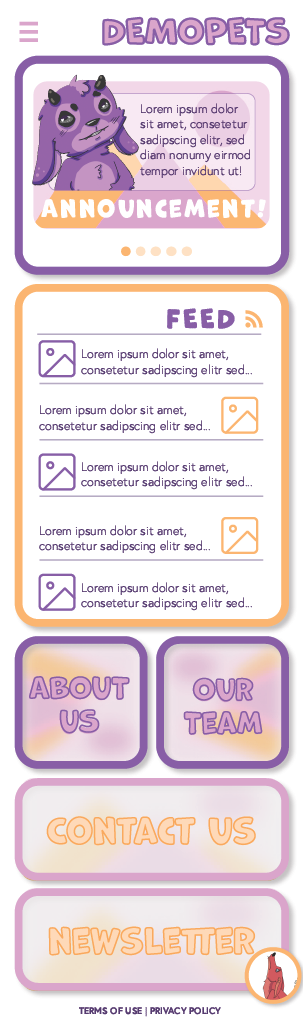 DEMOPETS
Lorem ipsum dolor
sit amet, consetetur
sadipscing elitr, sed
diam nonumy eirmod
tempor invidunt ut!
ANNOUNCEMENT!
FEED
Lorem ipsum dolor sit amet,
consetetur sadipscing elitr sed...
Lorem ipsum dolor sit amet,
consetetur sadipscing elitr sed...
Lorem ipsum dolor sit amet,
consetetur sadipscing elitr sed...
Lorem ipsum dolor sit amet,
consetetur sadipscing elitr sed...
Lorem ipsum dolor sit amet,
consetetur sadipscing elitr sed...
ABOUT
US
OUR
TEAM
CONTACT US
NEWSLETTER
TERMS OF USE | PRIVACY POLICY